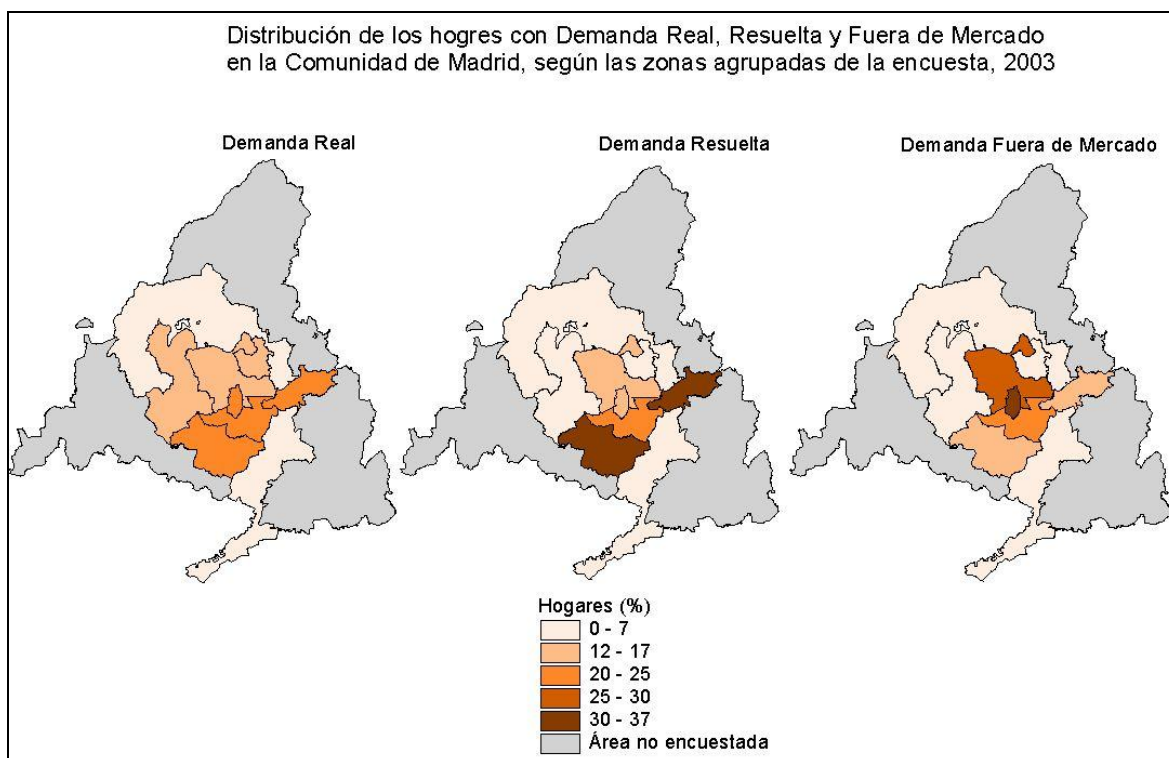 Distribución de los hogres con Demanda Real, Resuelta y Fuera de Mercado
en la Comunidad de Madrid, según las zonas agrupadas de la encuesta, 2003
Demanda Real
Demanda Resuelta
Demanda Fuera de Mercado
Hogares (%)
0 - 7
12 - 17
20 - 25
25 - 30
30 - 37
Área no encuestada